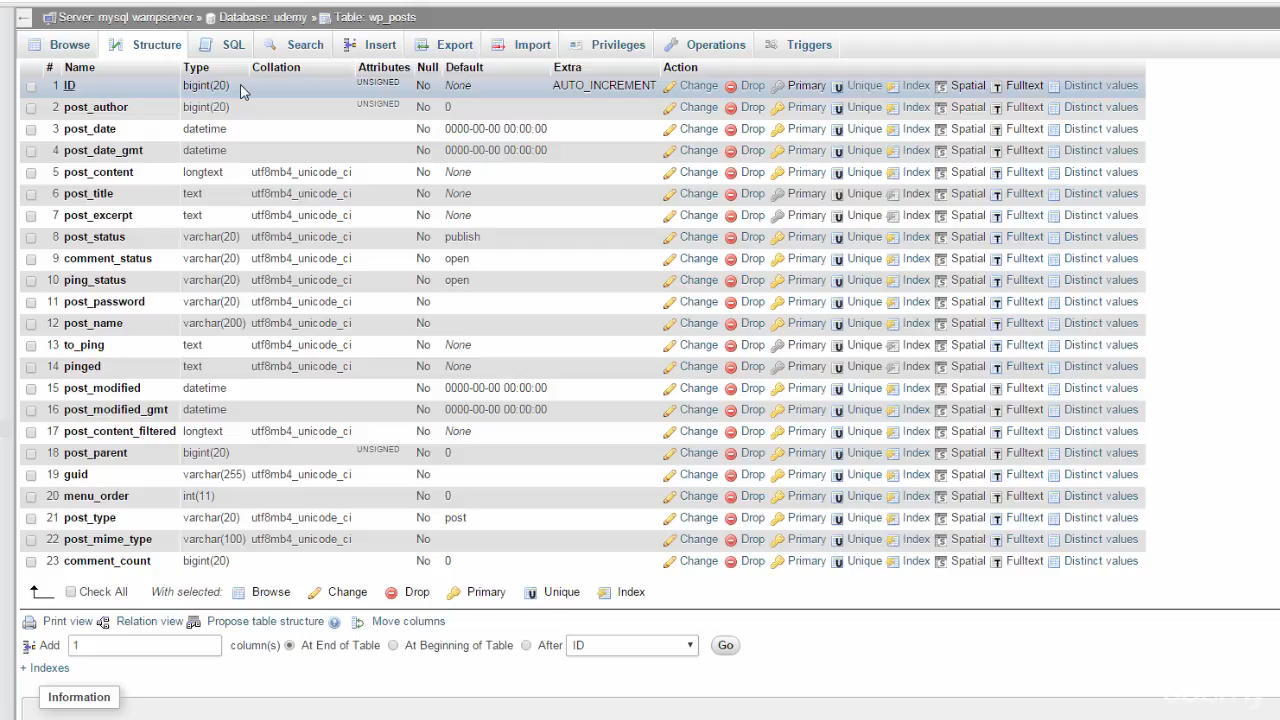 Server: mysql wampserver » Database: udemy » Table: wp_posts
Browse Structure SQL Search Insert Export Import Privileges Operations Triggers
# Name Type Collation Attributes Null Default Extra Action
1 ID bigint(20) UNSIGNED No None AUTO_INCREMENT Change Drop Primary Unique Index Spatial Fulltext Distinct values
2 post_author bigint(20) UNSIGNED No 0 Change Drop Primary Unique Index Spatial Fulltext Distinct values
3 post_date datetime No 0000-00-00 00:00:00 Change Drop Primary Unique Index Spatial Fulltext Distinct values
4 post_date_gmt datetime No 0000-00-00 00:00:00 Change Drop Primary Unique Index Spatial Fulltext Distinct values
5 post_content longtext utf8mb4_unicode_ci No None Change Drop Primary Unique Index Spatial Fulltext Distinct values
6 post_title text utf8mb4_unicode_ci No None Change Drop Primary Unique Index Spatial Fulltext Distinct values
7 post_excerpt text utf8mb4_unicode_ci No None Change Drop Primary Unique Index Spatial Fulltext Distinct values
8 post_status varchar(20) utf8mb4_unicode_ci No publish Change Drop Primary Unique Index Spatial Fulltext Distinct values
9 comment_status varchar(20) utf8mb4_unicode_ci No open Change Drop Primary Unique Index Spatial Fulltext Distinct values
10 ping_status varchar(20) utf8mb4_unicode_ci No open Change Drop Primary Unique Index Spatial Fulltext Distinct values
11 post_password varchar(20) utf8mb4_unicode_ci No Change Drop Primary Unique Index Spatial Fulltext Distinct values
12 post_name varchar(200) utf8mb4_unicode_ci No Change Drop Primary Unique Index Spatial Fulltext Distinct values
13 to_ping text utf8mb4_unicode_ci No None Change Drop Primary Unique Index Spatial Fulltext Distinct values
14 pinged text utf8mb4_unicode_ci No None Change Drop Primary Unique Index Spatial Fulltext Distinct values
15 post_modified datetime No 0000-00-00 00:00:00 Change Drop Primary Unique Index Spatial Fulltext Distinct values
16 post_modified_gmt datetime No 0000-00-00 00:00:00 Change Drop Primary Unique Index Spatial Fulltext Distinct values
17 post_content_filtered longtext utf8mb4_unicode_ci No None Change Drop Primary Unique Index Spatial Fulltext Distinct values
18 post_parent bigint(20) UNSIGNED No 0 Change Drop Primary Unique Index Spatial Fulltext Distinct values
19 guid varchar(255) utf8mb4_unicode_ci No Change Drop Primary Unique Index Spatial Fulltext Distinct values
20 menu_order int(11) No 0 Change Drop Primary Unique Index Spatial Fulltext Distinct values
21 post_type varchar(20) utf8mb4_unicode_ci No post Change Drop Primary Unique Index Spatial Fulltext Distinct values
22 post_mime_type varchar(100) utf8mb4_unicode_ci No Change Drop Primary Unique Index Spatial Fulltext Distinct values
23 comment_count bigint(20) No 0 Change Drop Primary Unique Index Spatial Fulltext Distinct values
Check All With selected: Browse Change Drop Primary Unique Index
Print view Relation view Propose table structure Move columns
Add 1 column(s) At End of Table At Beginning of Table After ID Go
+ Indexes
Information